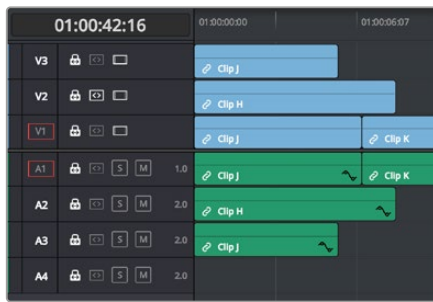 01:00:42:16 01:00:00:00 01:00:06:07
V3 Clip J
V2 Clip H
V1 Clip J Clip K
A1 S M 1.0 Clip J Clip K
A2 S M 2.0 Clip H
A3 S M 2.0 Clip J
A4 S M 2.0